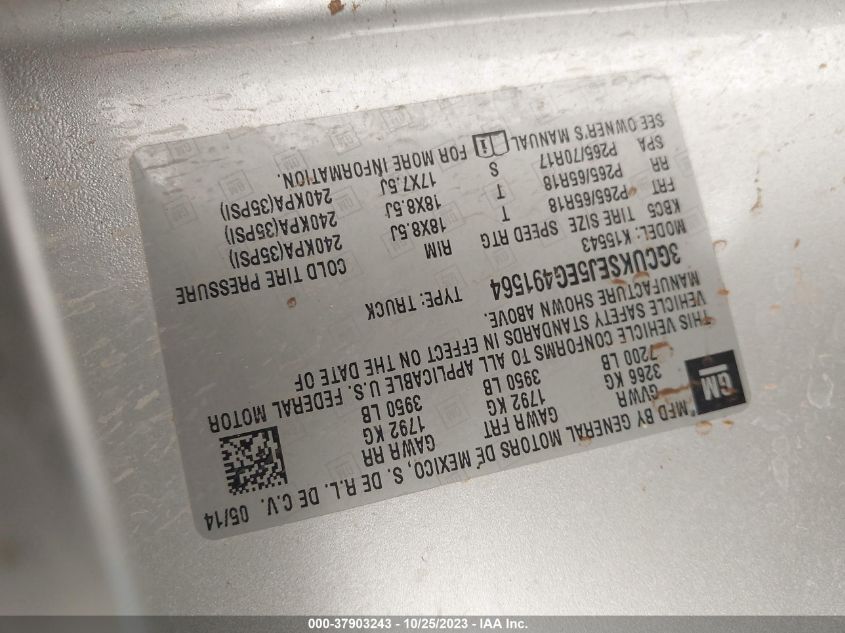 GM
MFD BY GENERAL MOTORS DE MEXICO, S. DE R.L. DE C.V. 05/14
GVWR GAWR FRT GAWR RR
3266 KG 1792 KG 1792 KG
7200 LB 3950 LB 3950 LB
THIS VEHICLE CONFORMS TO ALL APPLICABLE U.S. FEDERAL MOTOR
VEHICLE SAFETY STANDARDS IN EFFECT ON THE DATE OF
MANUFACTURE SHOWN ABOVE.
3GCUKSEJ5EG491564 TYPE: TRUCK
MODEL: K15543
KBC5 TIRE SIZE SPEED RTG RIM COLD TIRE PRESSURE
FRT P265/65R18 T 18X8.5J 240KPA(35PSI)
RR P265/65R18 T 18X8.5J 240KPA(35PSI)
SPA P265/70R17 S 17X7.5J 240KPA(35PSI)
SEE OWNER'S MANUAL i FOR MORE INFORMATION.
000-37903243 - 10/25/2023 - IAA Inc.